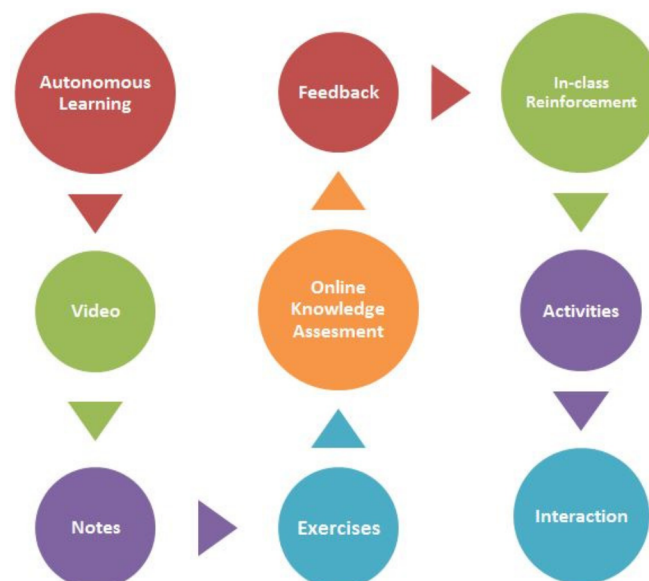 Autonomous
Learning
Video
Notes
Exercises
Online
Knowledge
Assesment
Feedback
In-class
Reinforcement
Activities
Interaction